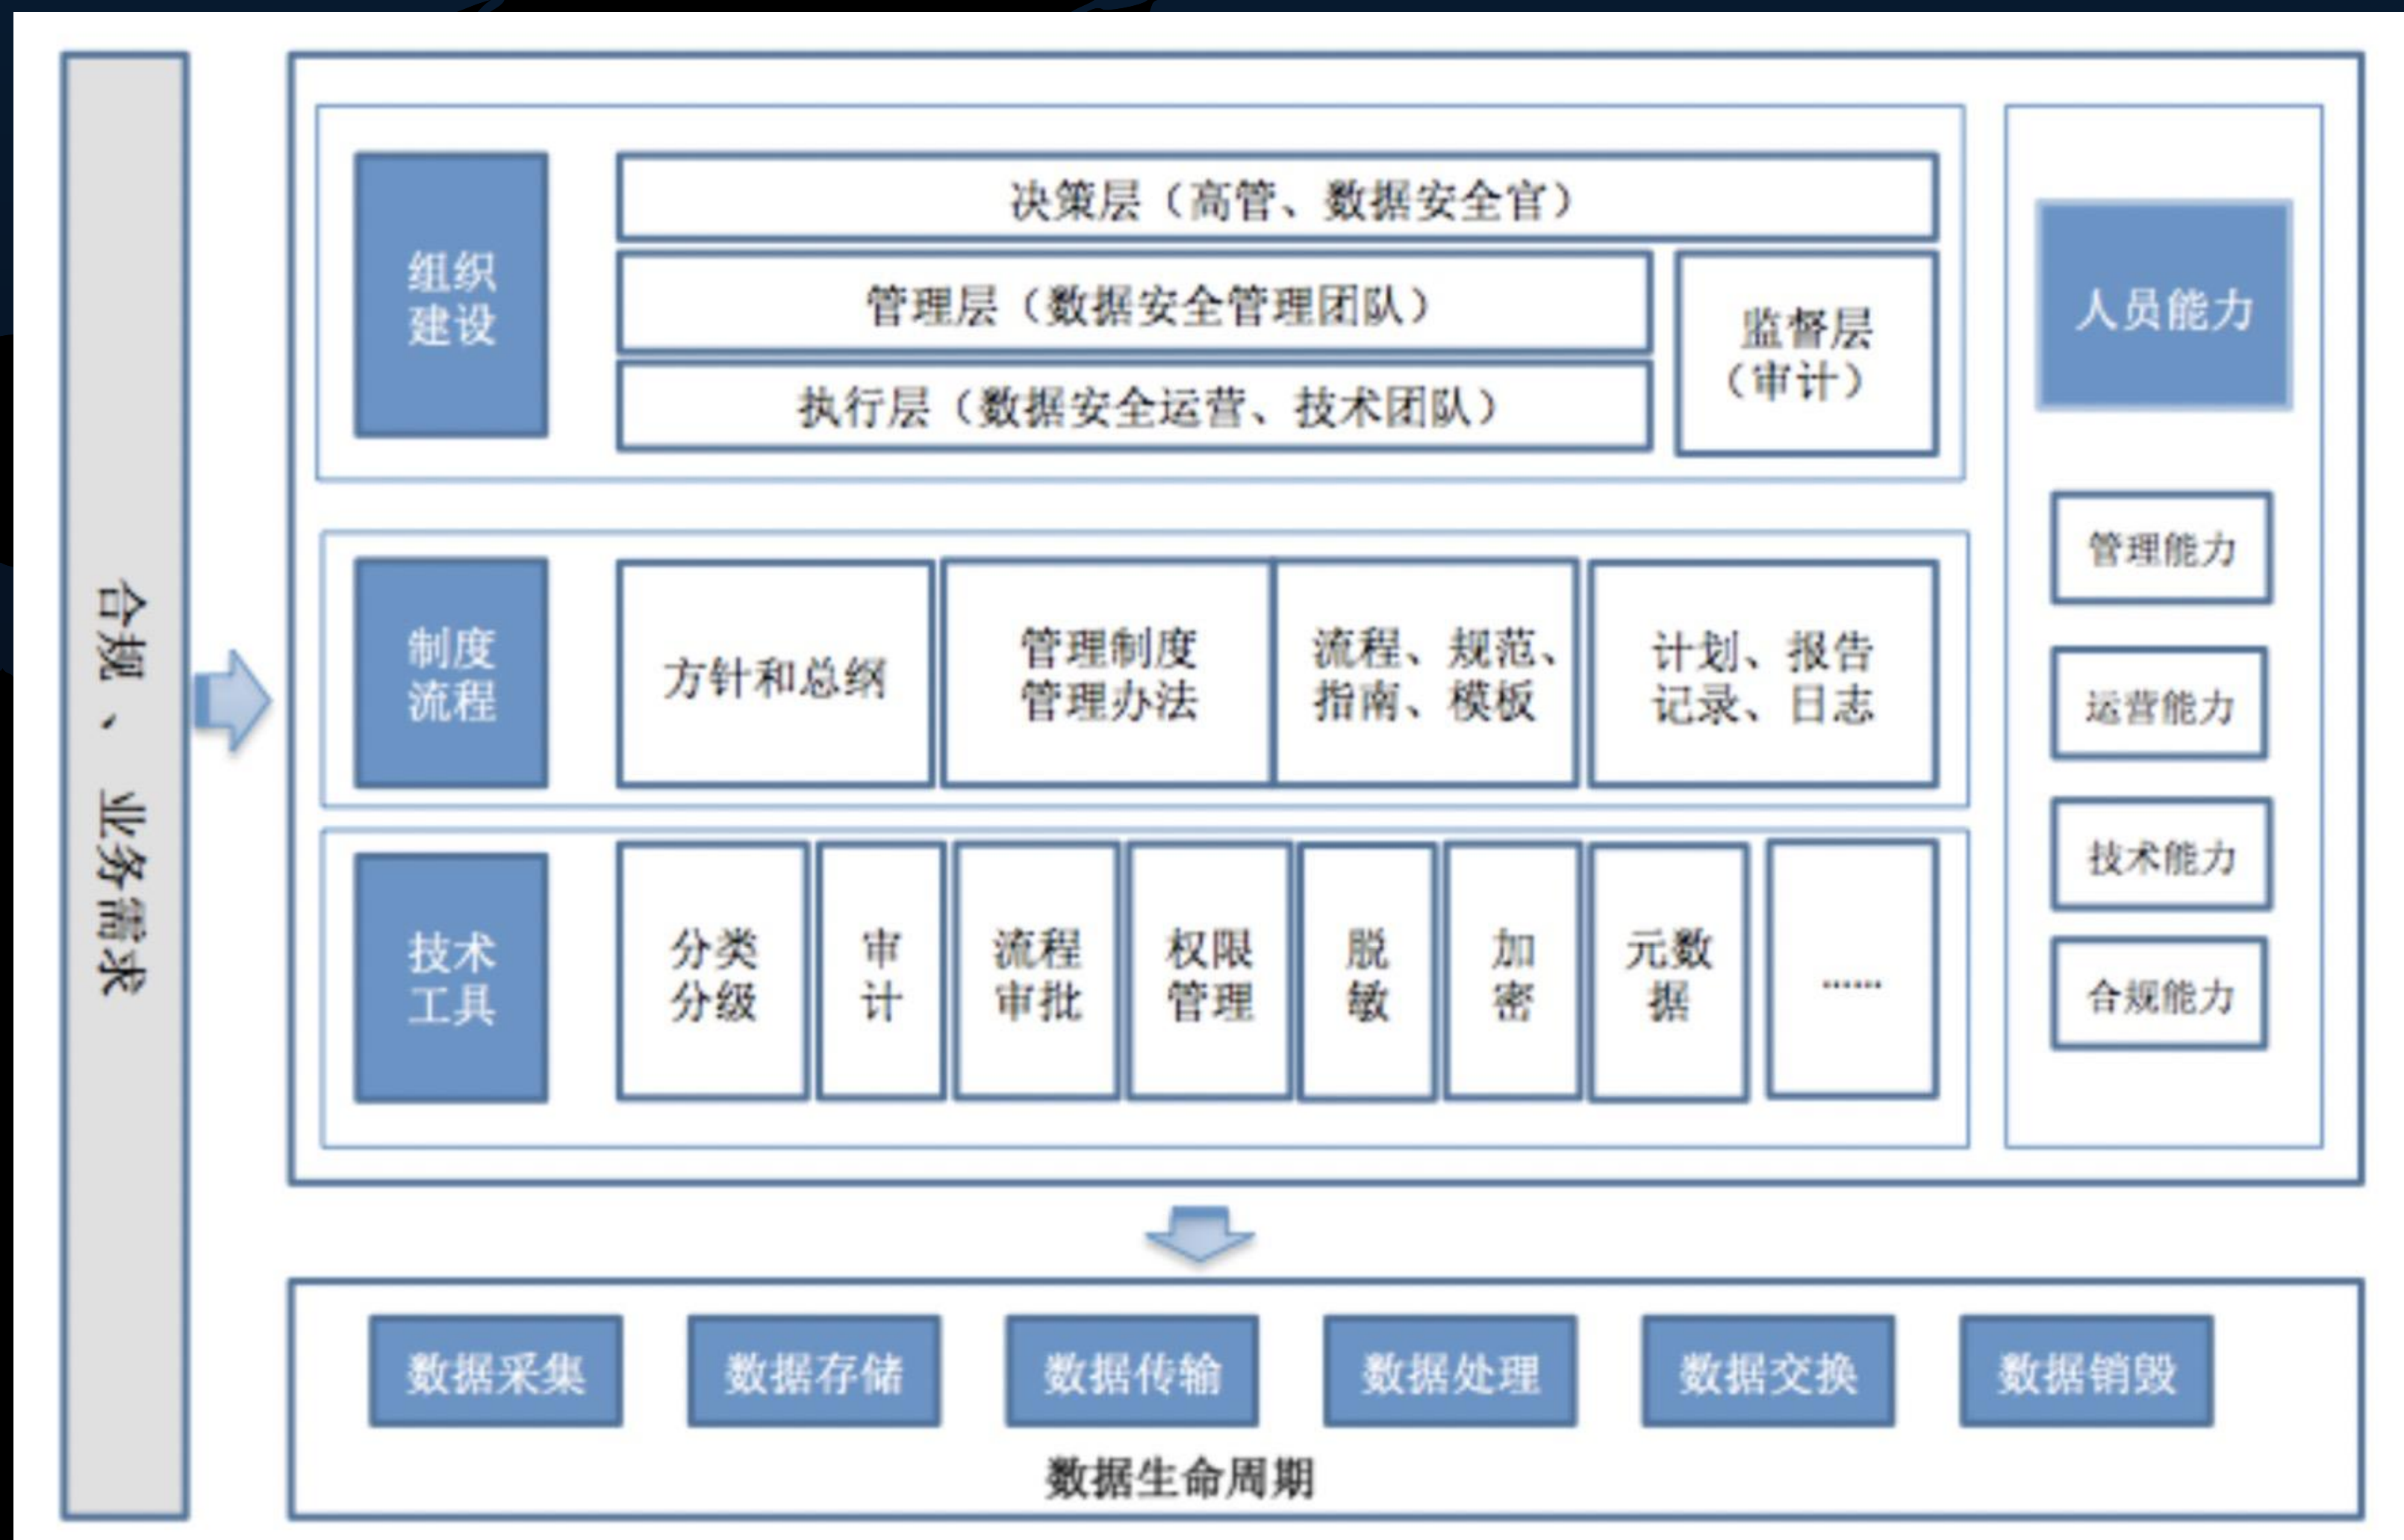 合规、业务需求
组织
建设
决策层（高管、数据安全官）
管理层（数据安全管理团队）
执行层（数据安全运营、技术团队）
监督层
（审计）
制度
流程
方针和总纲
管理制度
管理办法
流程、规范、
指南、模板
计划、报告
记录、日志
技术
工具
分类
分级
审
计
流程
审批
权限
管理
脱
敏
加
密
元数
据
……
人员能力
管理能力
运营能力
技术能力
合规能力
数据采集
数据存储
数据传输
数据处理
数据交换
数据销毁
数据生命周期